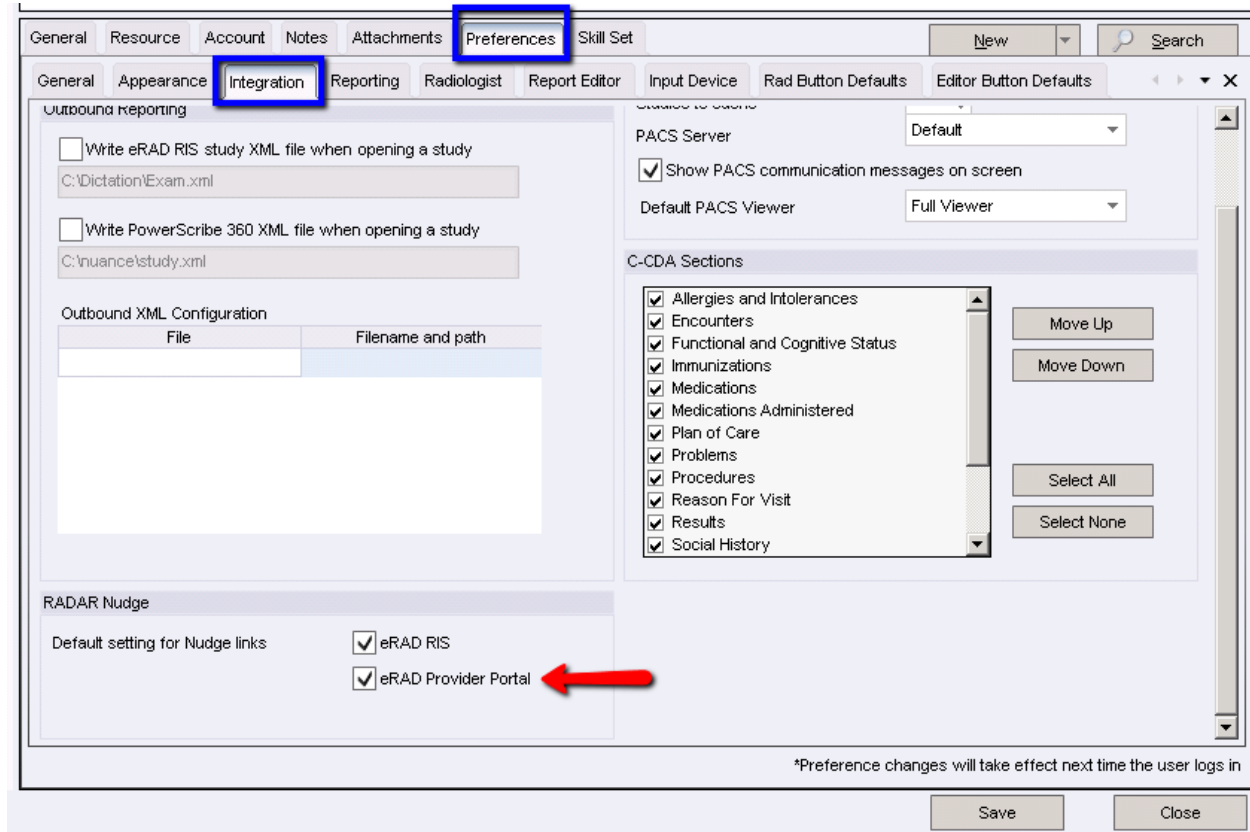 General Resource Account Notes Attachments Preferences Skill Set New Search
General Appearance Integration Reporting Radiologist Report Editor Input Device Rad Button Defaults Editor Button Defaults
Outbound Reporting
Write eRAD RIS study XML file when opening a study
C:\Dictation\Exam.xml
Write PowerScribe 360 XML file when opening a study
C:\nuance\study.xml
Outbound XML Configuration
File Filename and path
PACS Server Default
Show PACS communication messages on screen
Default PACS Viewer Full Viewer
C-CDA Sections
Allergies and Intolerances
Encounters
Functional and Cognitive Status
Immunizations
Medications
Medications Administered
Plan of Care
Problems
Procedures
Reason For Visit
Results
Social History
Move Up
Move Down
Select All
Select None
RADAR Nudge
Default setting for Nudge links eRAD RIS
eRAD Provider Portal
*Preference changes will take effect next time the user logs in
Save Close